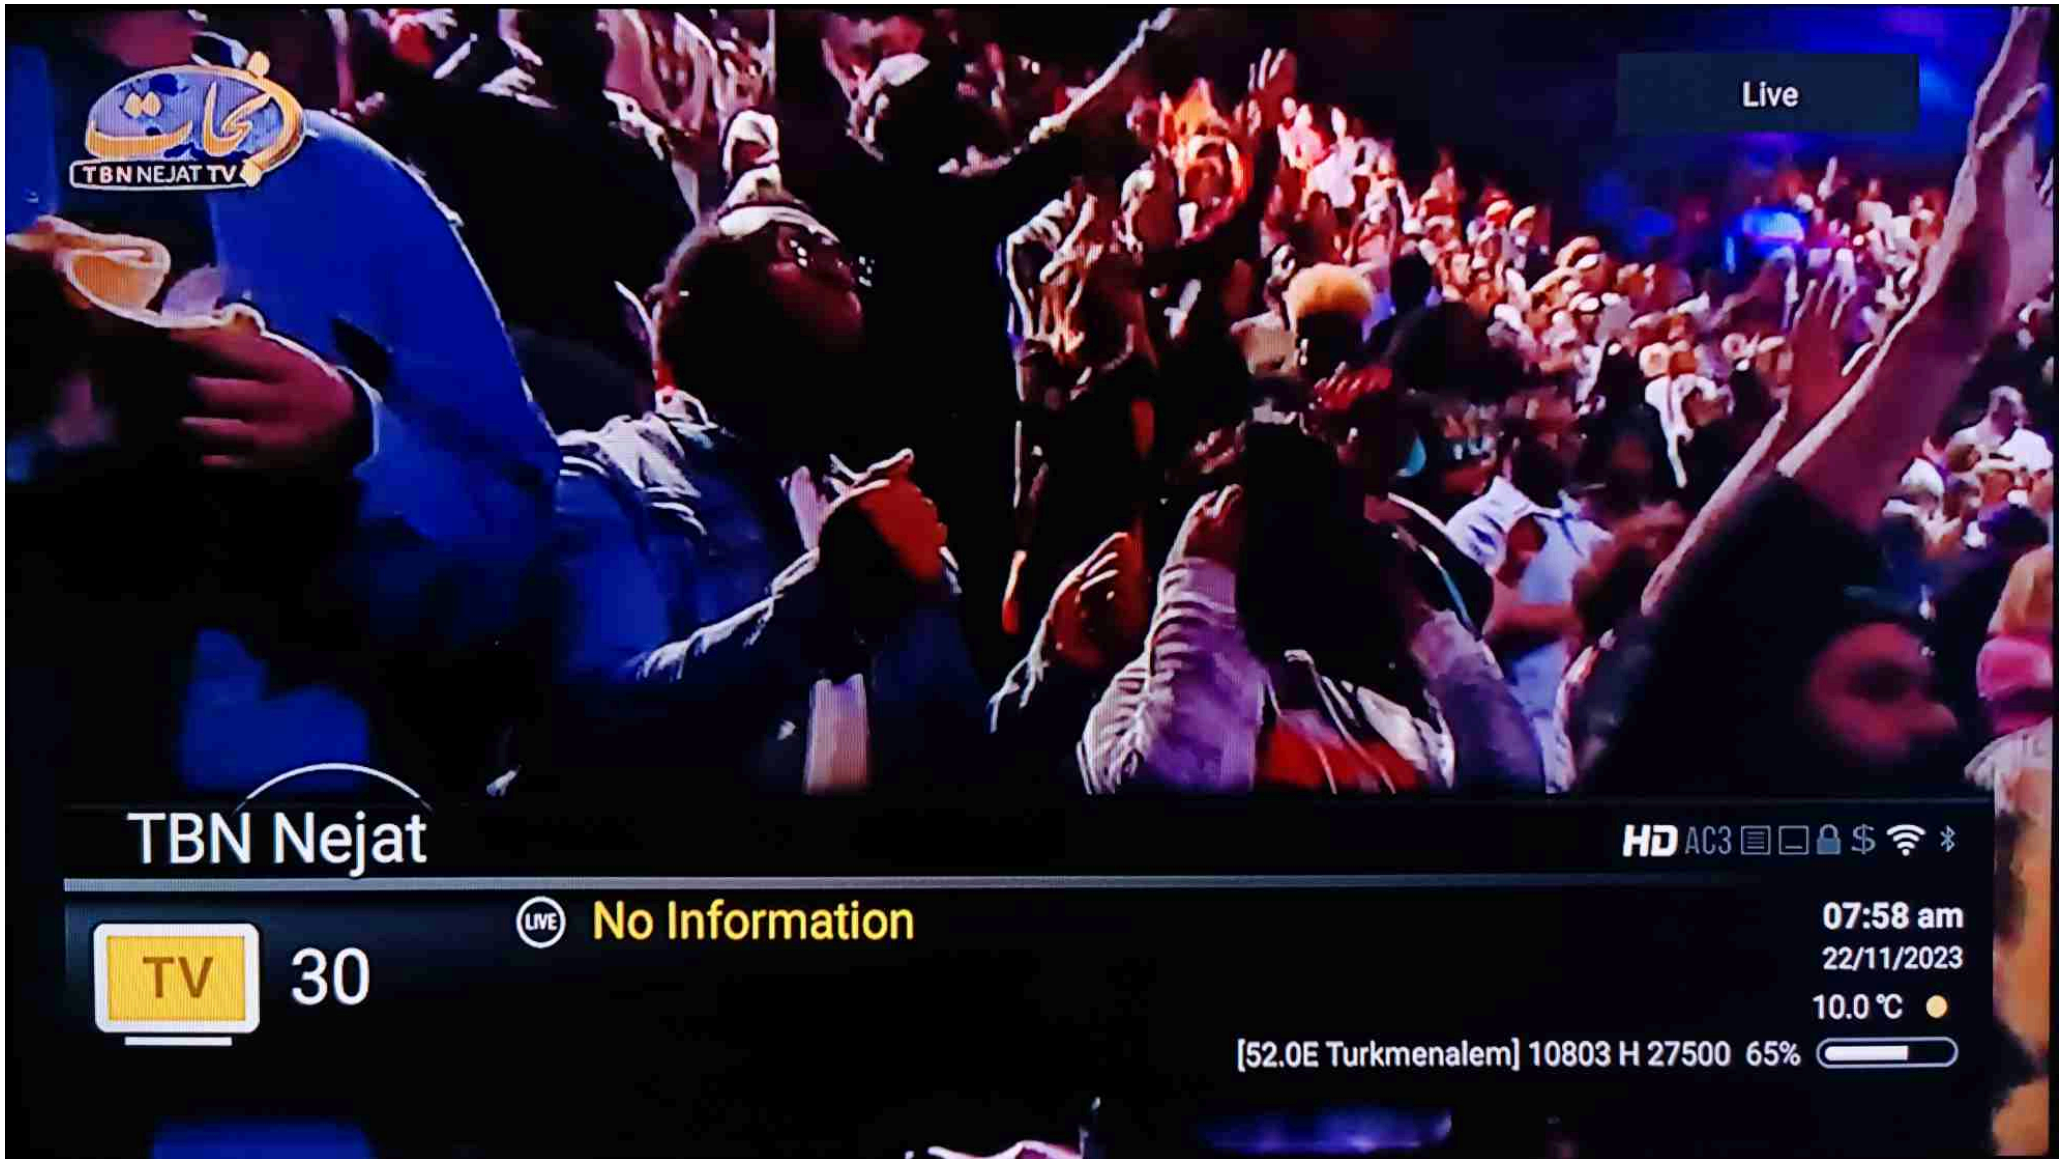 نجات
TBN NEJAT TV
Live
TBN Nejat
HD AC3 $
LIVE No Information
TV 30
07:58 am
22/11/2023
10.0 °C
[52.0E Turkmenalem] 10803 H 27500 65%